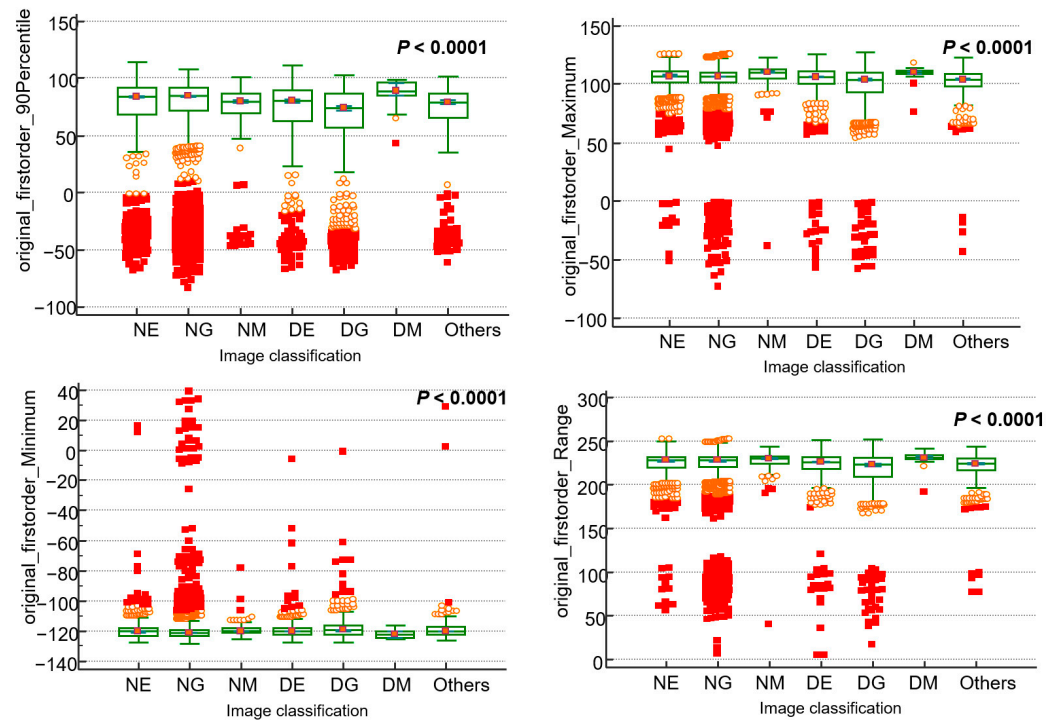 original_firstorder_90Percentile
150
100
50
0
−50
−100
P < 0.0001
NE NG NM DE DG DM Others
Image classification
original_firstorder_Maximum
150
100
50
0
−50
−100
P < 0.0001
NE NG NM DE DG DM Others
Image classification
original_firstorder_Minimum
40
20
0
−20
−40
−60
−80
−100
−120
−140
P < 0.0001
NE NG NM DE DG DM Others
Image classification
original_firstorder_Range
300
250
200
150
100
50
0
P < 0.0001
NE NG NM DE DG DM Others
Image classification